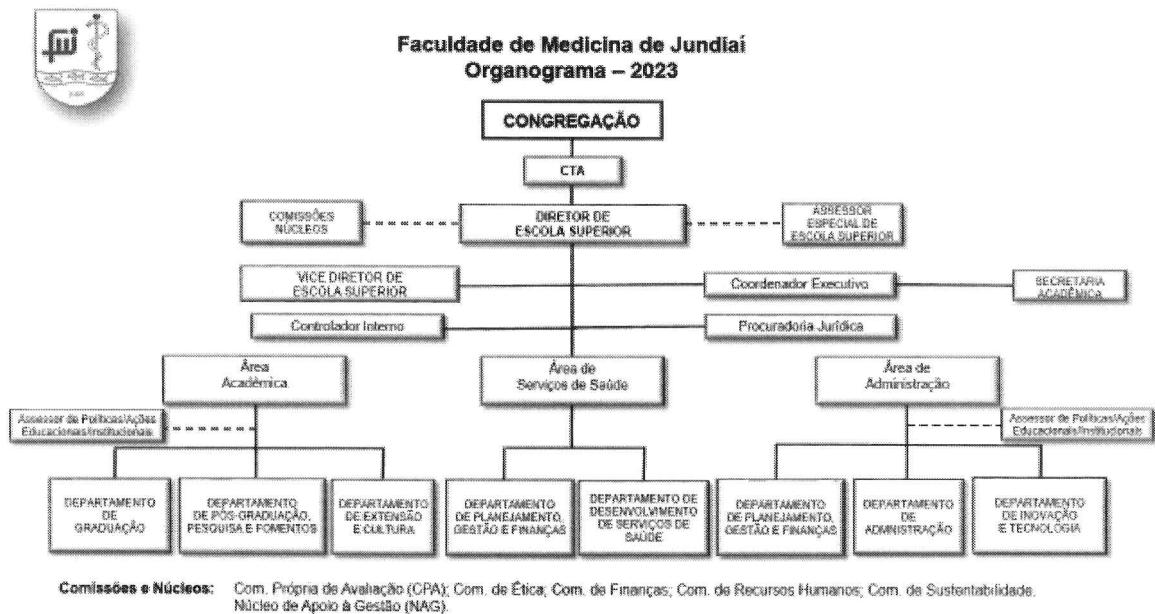 fmj
Faculdade de Medicina de Jundiaí
Organograma – 2023
CONGREGAÇÃO
CTA
COMISSÕES
NÚCLEOS
DIRETOR DE
ESCOLA SUPERIOR
ASSESSOR
ESPECIAL DE
ESCOLA SUPERIOR
VICE DIRETOR DE
ESCOLA SUPERIOR
Coordenador Executivo
SECRETARIA
ACADÊMICA
Controlador Interno
Procuradoria Jurídica
Área
Acadêmica
Área de
Serviços de Saúde
Área de
Administração
Assessor de Políticas/Ações
Educacionais/Institucionais
Assessor de Políticas/Ações
Educacionais/Institucionais
DEPARTAMENTO
DE
GRADUAÇÃO
DEPARTAMENTO
DE PÓS-GRADUAÇÃO,
PESQUISA E FOMENTOS
DEPARTAMENTO
DE EXTENSÃO
E CULTURA
DEPARTAMENTO
DE PLANEJAMENTO,
GESTÃO E FINANÇAS
DEPARTAMENTO DE
DESENVOLVIMENTO
DE SERVIÇOS DE
SAÚDE
DEPARTAMENTO
DE PLANEJAMENTO,
GESTÃO E FINANÇAS
DEPARTAMENTO
DE
ADMINISTRAÇÃO
DEPARTAMENTO
DE INOVAÇÃO
E TECNOLOGIA
Comissões e Núcleos: Com. Própria de Avaliação (CPA); Com. de Ética; Com. de Finanças; Com. de Recursos Humanos; Com. de Sustentabilidade.
Núcleo de Apoio à Gestão (NAG).